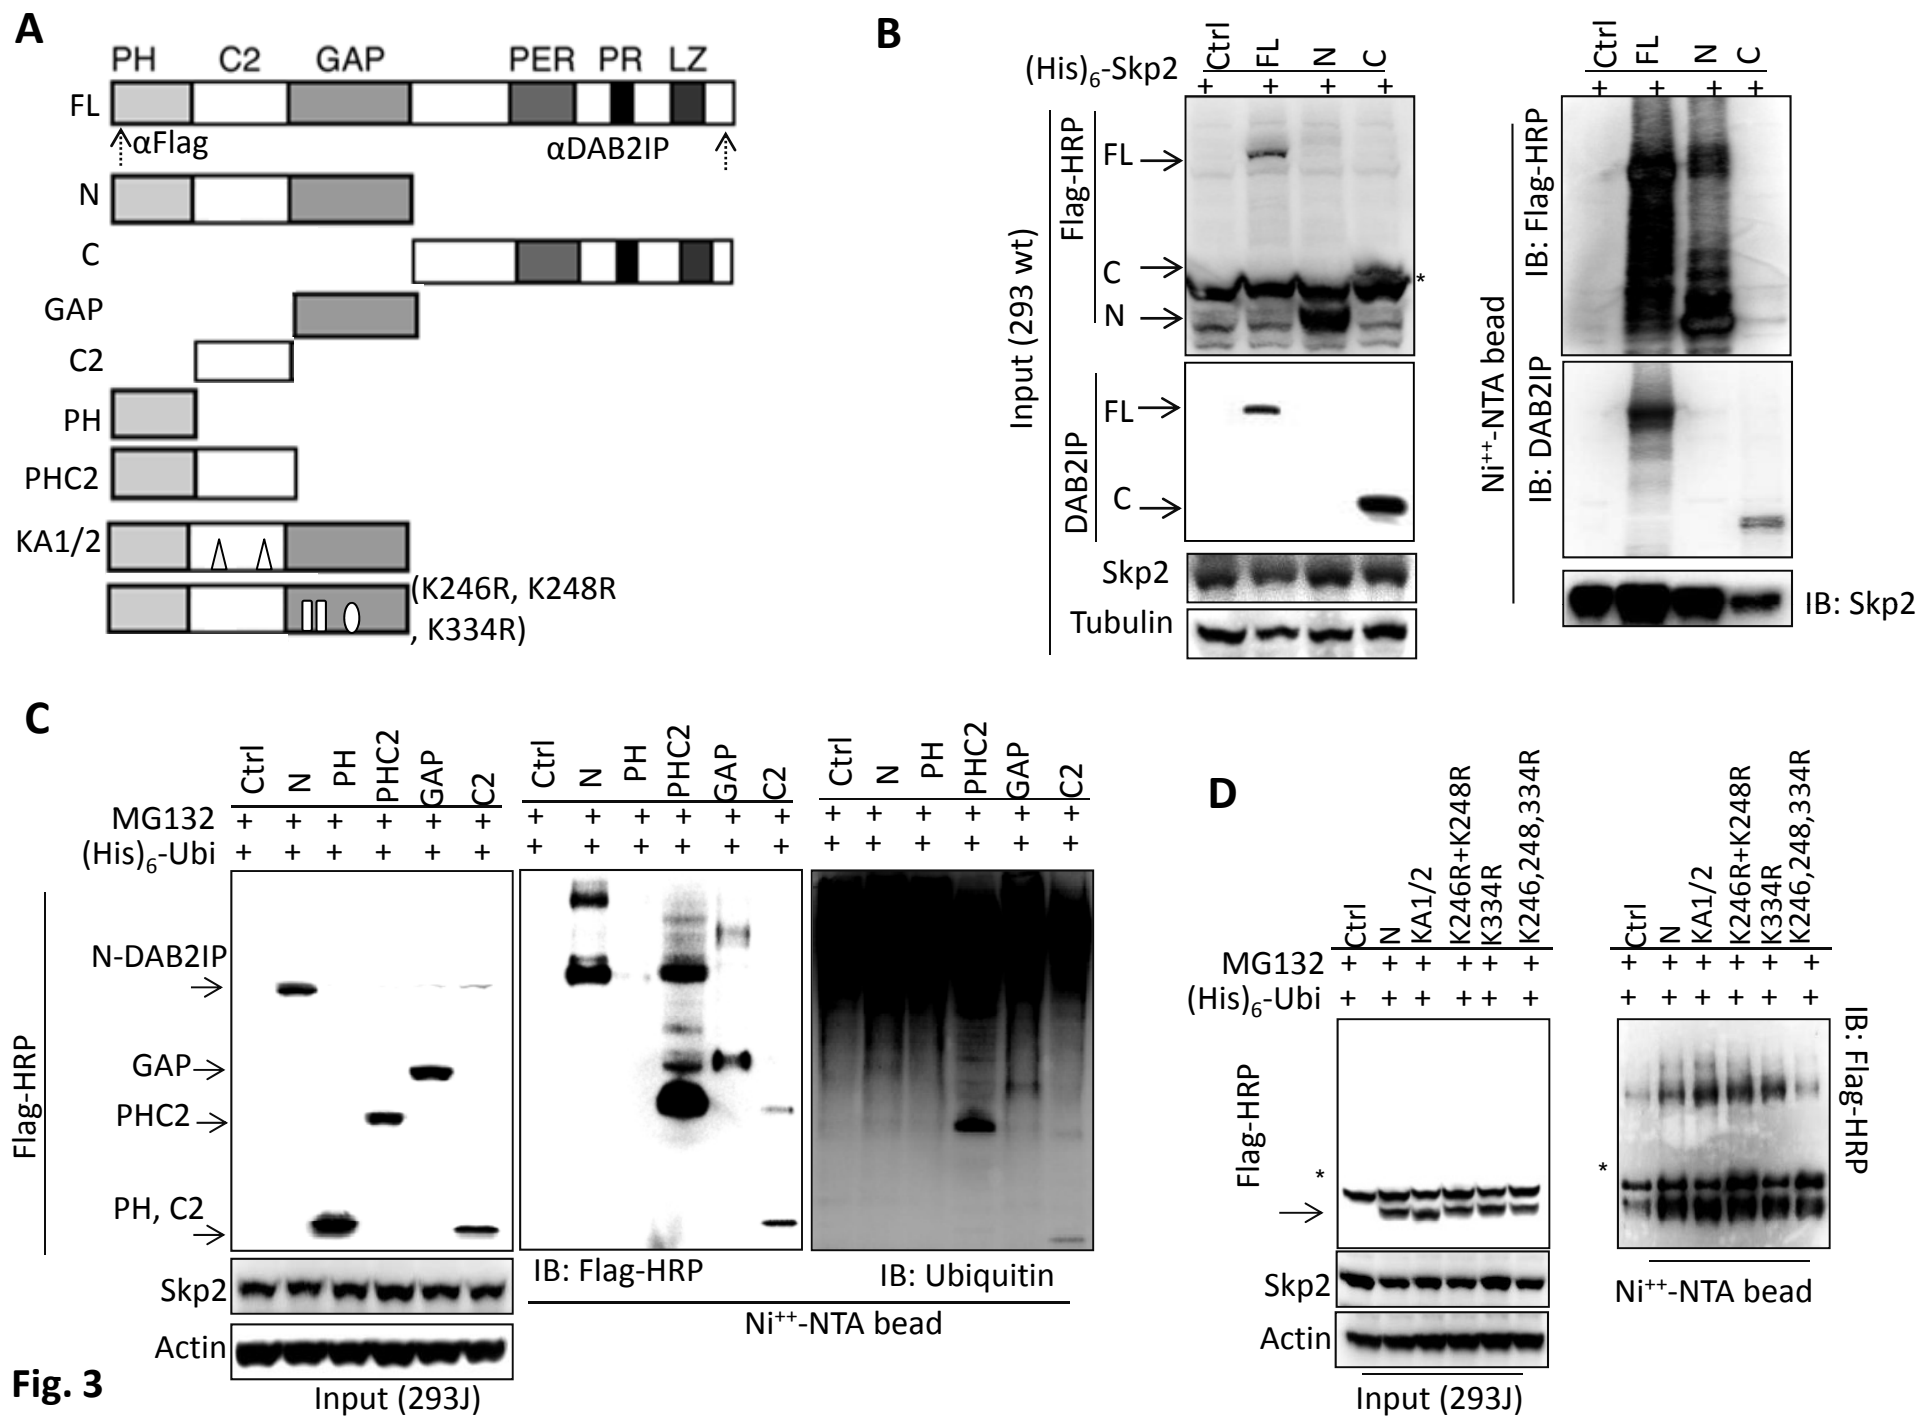 A
PH C2 GAP PER PR LZ
FL
αFlag αDAB2IP
N
C
GAP
C2
PH
PHC2
KA1/2
(K246R, K248R
, K334R)
B
(His)6-Skp2
Ctrl FL N C
+ + + +
Input (293 wt)
Flag-HRP
FL
C
N
*
DAB2IP
FL
C
Skp2
Tubulin
Ctrl FL N C
+ + + +
Ni++-NTA bead
IB: Flag-HRP
IB: DAB2IP
IB: Skp2
C
Ctrl N PH PHC2 GAP C2
Ctrl N PH PHC2 GAP C2
Ctrl N PH PHC2 GAP C2
MG132 + + + + + + + + + + + + + + + + + +
(His)6-Ubi + + + + + + + + + + + + + + + + + +
Flag-HRP
N-DAB2IP
GAP
PHC2
PH, C2
Skp2
Actin
Input (293J)
IB: Flag-HRP
IB: Ubiquitin
Ni++-NTA bead
D
Ctrl N KA1/2 K246R+K248R K334R K246,248,334R
Ctrl N KA1/2 K246R+K248R K334R K246,248,334R
MG132 + + + + + + + + + + + +
(His)6-Ubi + + + + + + + + + + + +
Flag-HRP
*
*
IB: Flag-HRP
Skp2
Actin
Input (293J)
Ni++-NTA bead
Fig. 3